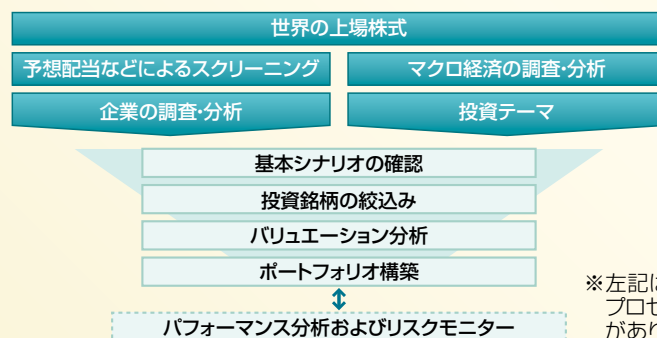 世界の上場株式
予想配当などによるスクリーニング
マクロ経済の調査・分析
企業の調査・分析
投資テーマ
基本シナリオの確認
投資銘柄の絞込み
バリュエーション分析
ポートフォリオ構築
パフォーマンス分析およびリスクモニター
※左記は
プロセ
があり